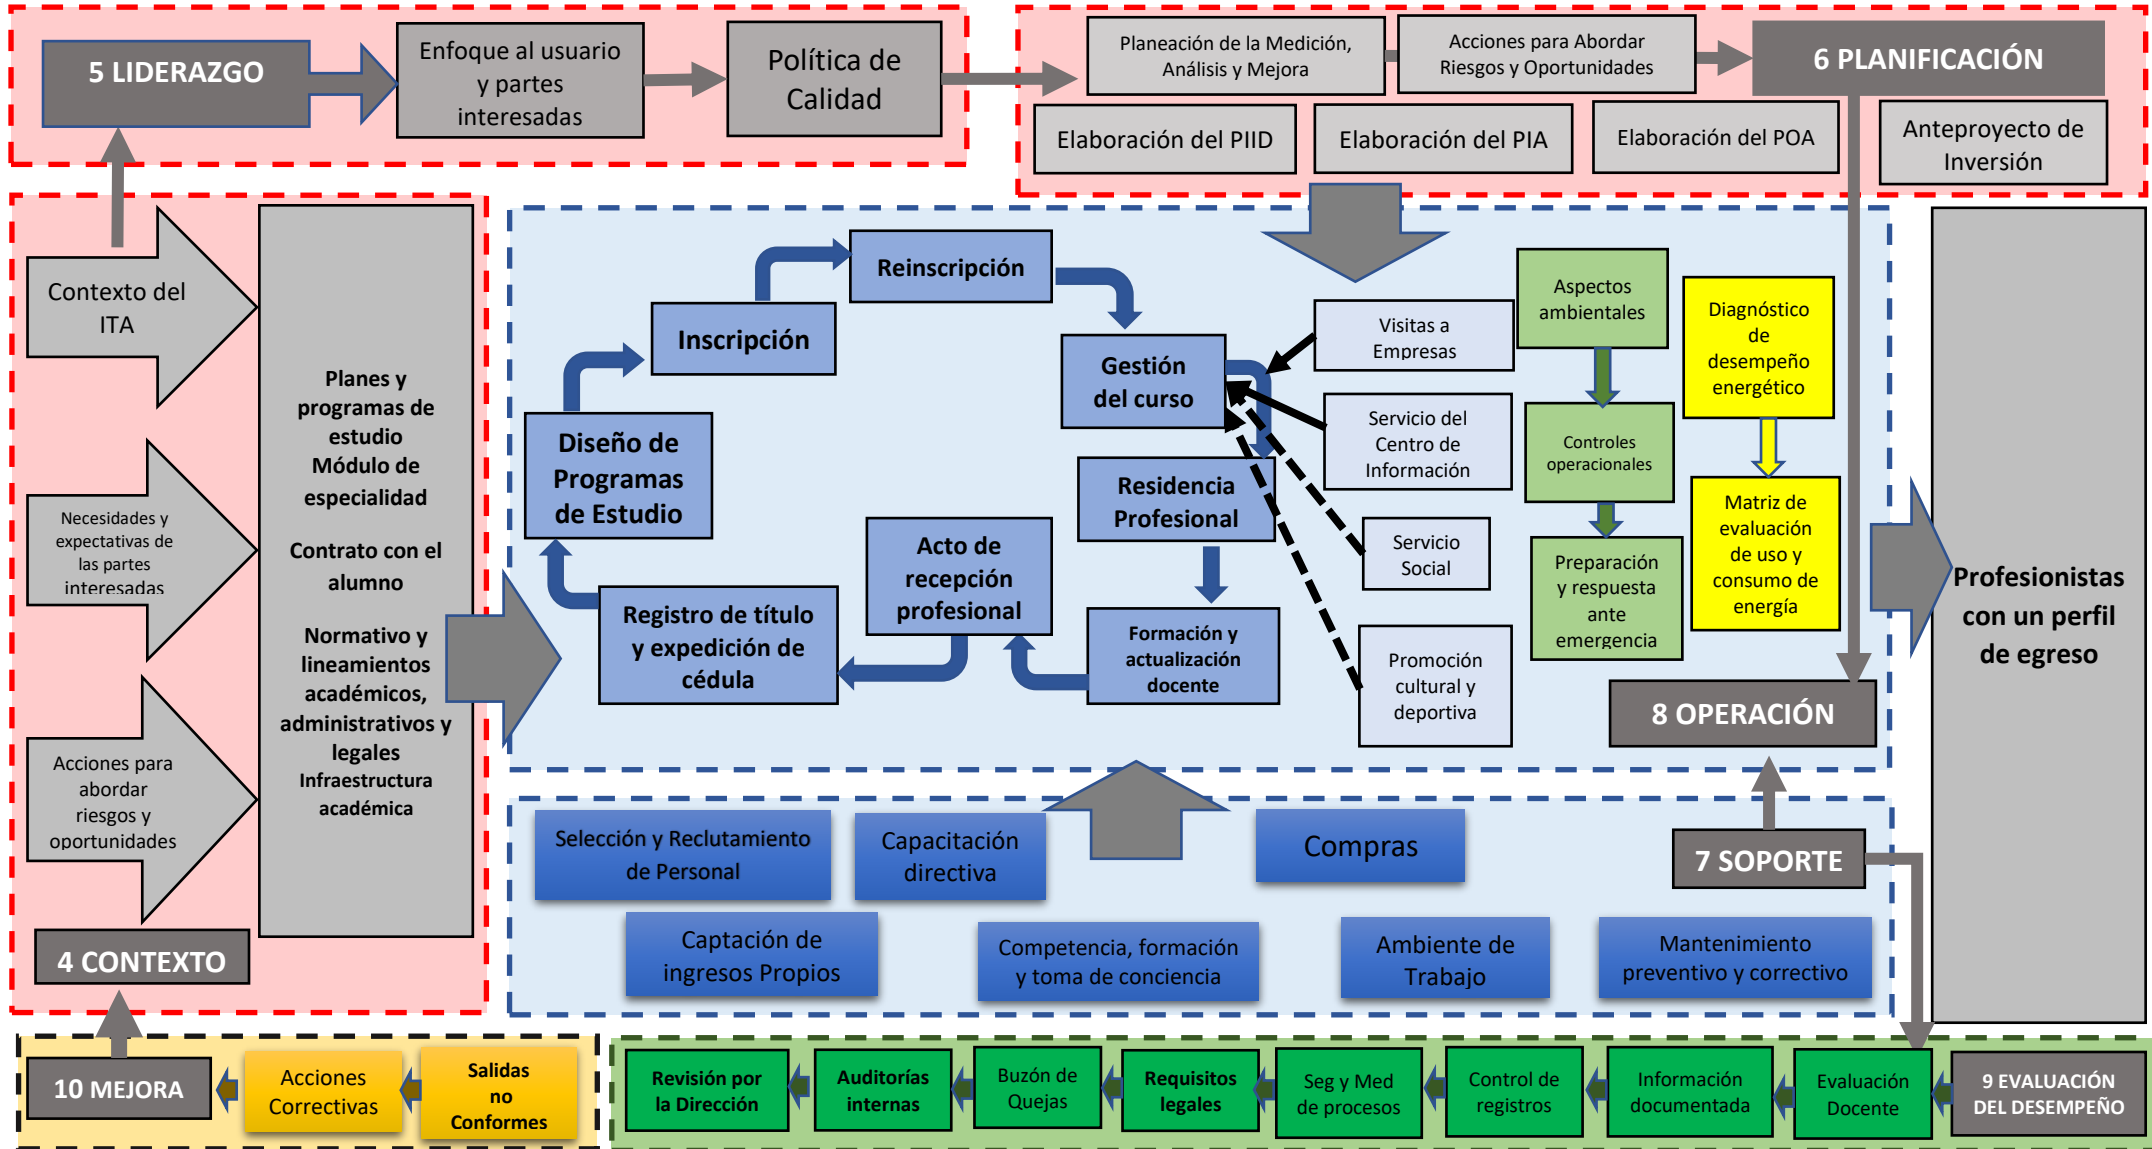 5 LIDERAZGO
Enfoque al usuario
y partes
interesadas
Política de
Calidad
Planeación de la Medición,
Análisis y Mejora
Acciones para Abordar
Riesgos y Oportunidades
6 PLANIFICACIÓN
Elaboración del PIID
Elaboración del PIA
Elaboración del POA
Anteproyecto de
Inversión
Contexto del
ITA
Necesidades y
expectativas de
las partes
interesadas
Acciones para
abordar
riesgos y
oportunidades
4 CONTEXTO
Planes y
programas de
estudio
Módulo de
especialidad
Contrato con el
alumno
Normativo y
lineamientos
académicos,
administrativos y
legales
Infraestructura
académica
Reinscripción
Inscripción
Diseño de
Programas
de Estudio
Gestión
del curso
Residencia
Profesional
Formación y
actualización
docente
Acto de
recepción
profesional
Registro de título
y expedición de
cédula
Visitas a
Empresas
Servicio del
Centro de
Información
Servicio
Social
Promoción
cultural y
deportiva
Aspectos
ambientales
Controles
operacionales
Preparación
y respuesta
ante
emergencia
Diagnóstico
de
desempeño
energético
Matriz de
evaluación
de uso y
consumo de
energía
8 OPERACIÓN
Profesionistas
con un perfil
de egreso
Selección y Reclutamiento
de Personal
Capacitación
directiva
Compras
7 SOPORTE
Captación de
ingresos Propios
Competencia, formación
y toma de conciencia
Ambiente de
Trabajo
Mantenimiento
preventivo y correctivo
10 MEJORA
Acciones
Correctivas
Salidas
no
Conformes
Revisión por
la Dirección
Auditorías
internas
Buzón de
Quejas
Requisitos
legales
Seg y Med
de procesos
Control de
registros
Información
documentada
Evaluación
Docente
9 EVALUACIÓN
DEL DESEMPEÑO